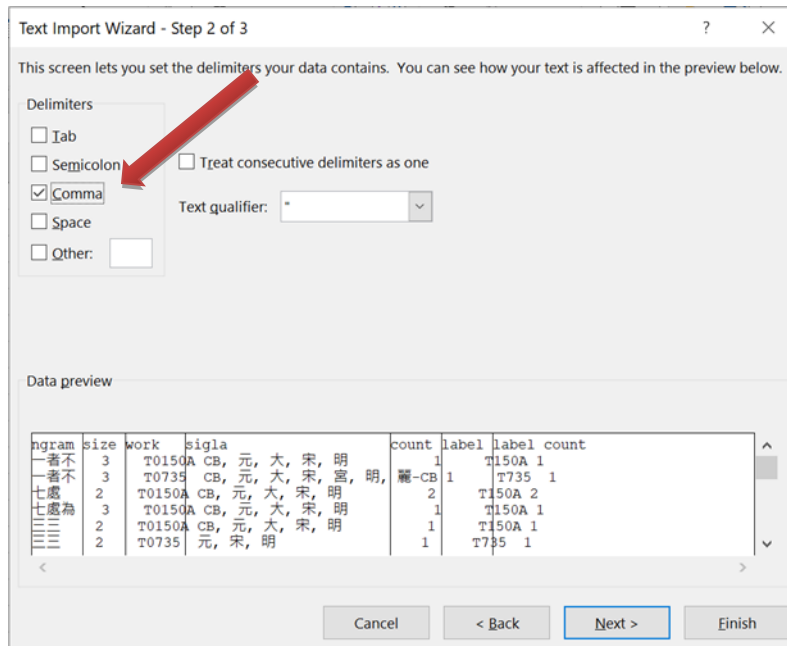 Text Import Wizard - Step 2 of 3
? ×
This screen lets you set the delimiters your data contains. You can see how your text is affected in the preview below.
Delimiters
Tab
Semicolon
Treat consecutive delimiters as one
Comma
Text qualifier: "
Space
Other:
Data preview
ngram size work sigla count label label count
一者不 3 T0150A CB, 元, 大, 宋, 明 1 T150A 1
一者不 3 T0735 CB, 元, 大, 宋, 宮, 明, 麗-CB 1 T735 1
七處 2 T0150A CB, 元, 大, 宋, 明 2 T150A 2
七處為 3 T0150A CB, 元, 大, 宋, 明 1 T150A 1
三三 2 T0150A CB, 元, 大, 宋, 明 1 T150A 1
三三 2 T0735 元, 宋, 明 1 T735 1
Cancel < Back Next > Finish